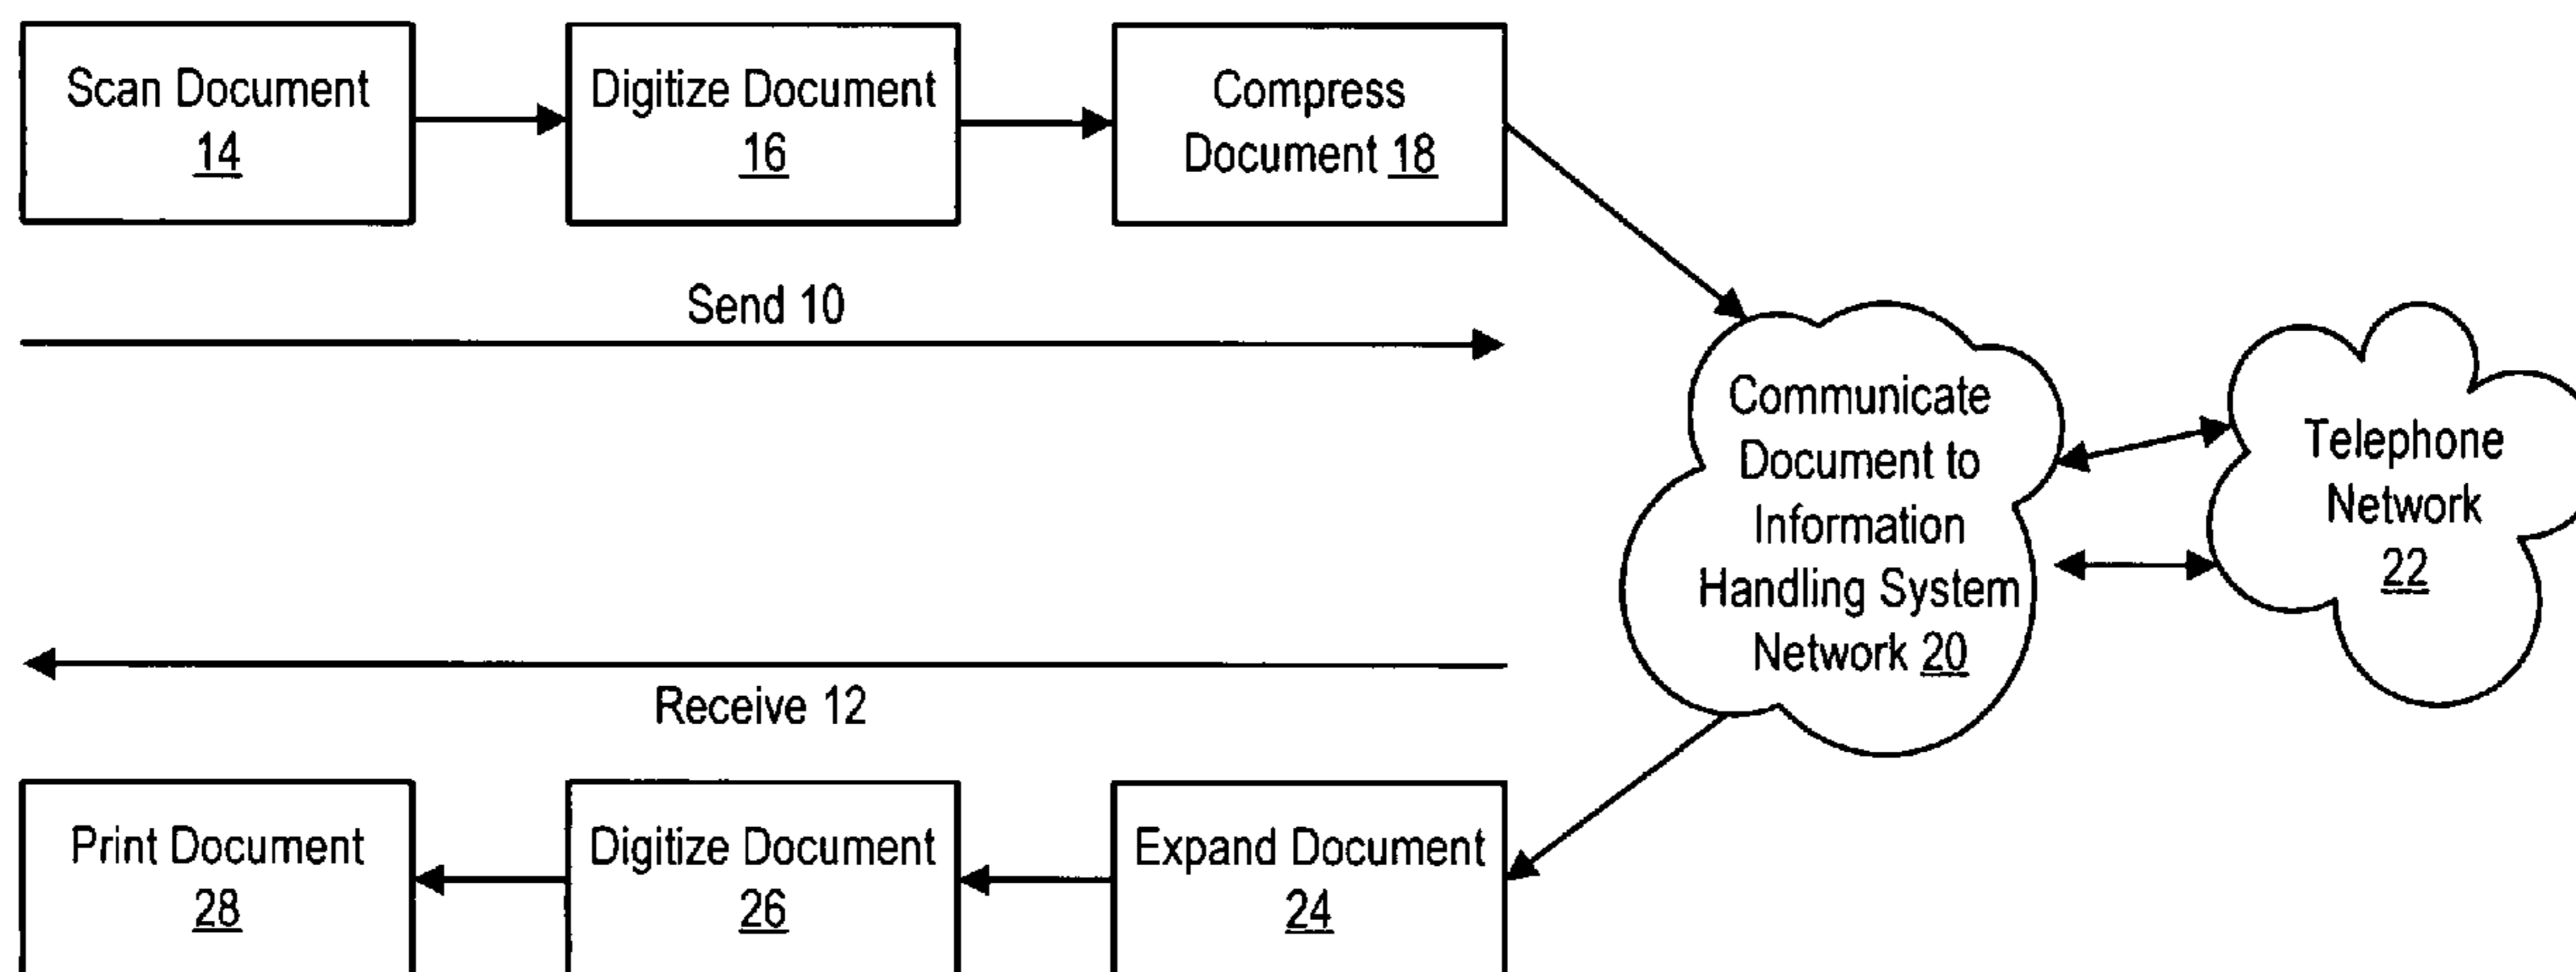 Scan Document
14
Digitize Document
16
Compress
Document 18
Send 10
Communicate
Document to
Information
Handling System
Network 20
Telephone
Network
22
Receive 12
Print Document
28
Digitize Document
26
Expand Document
24